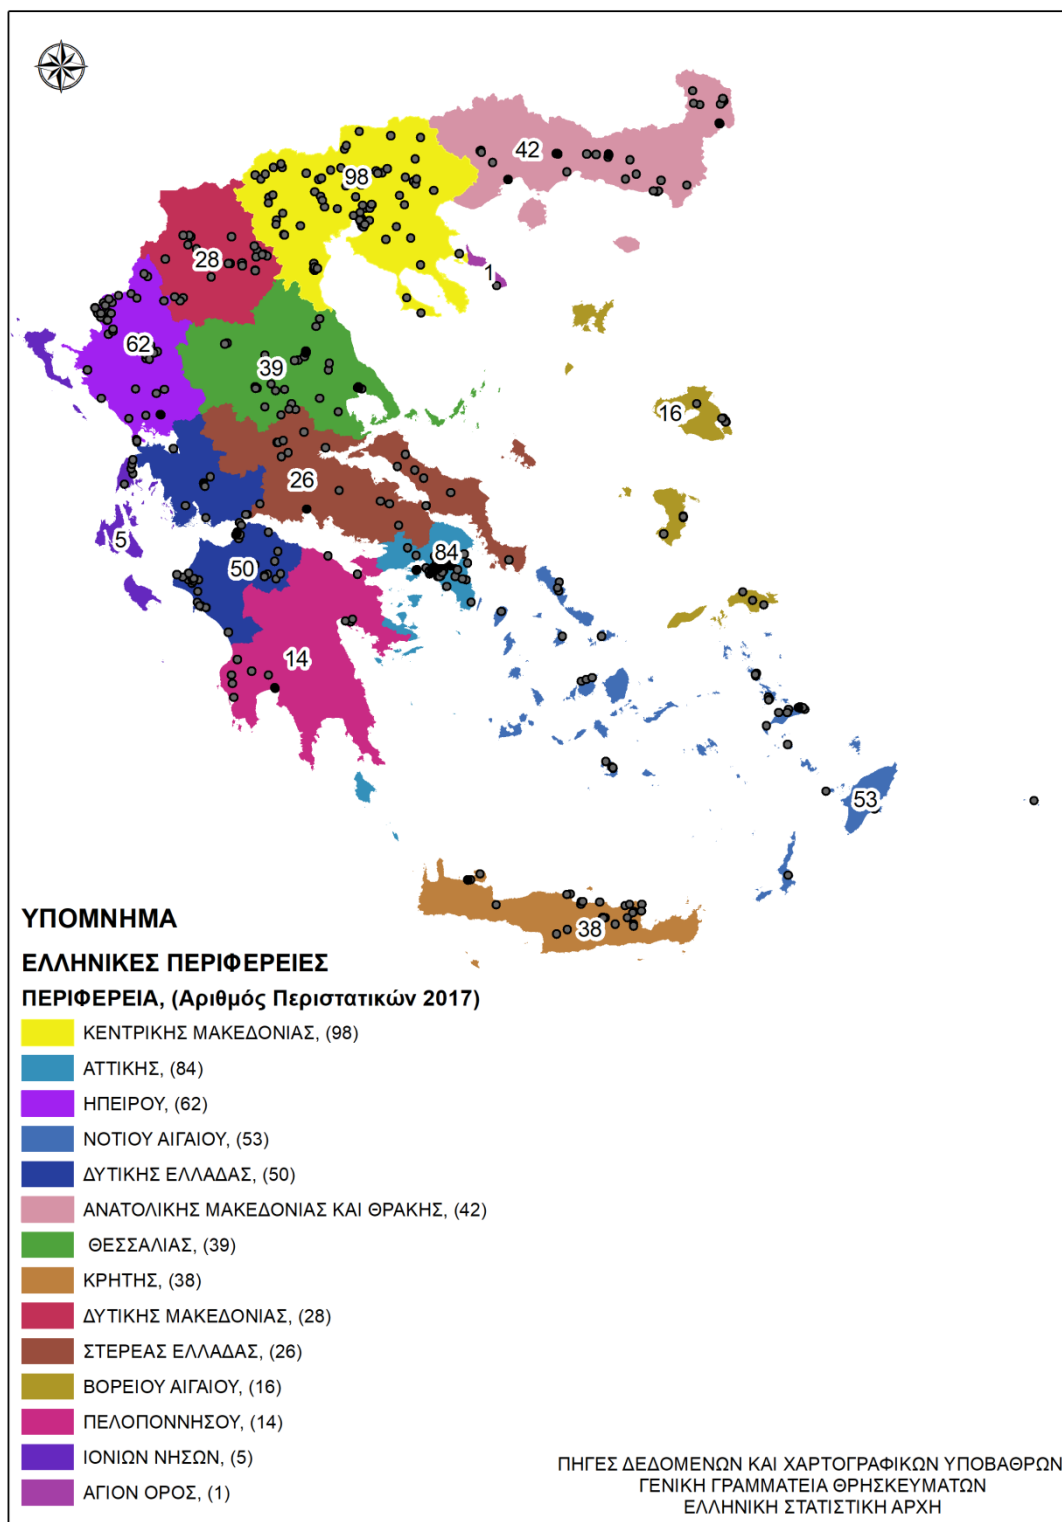 42
98
1
28
62
39
16
26
5
84
50
14
53
38
ΥΠΟΜΝΗΜΑ
ΕΛΛΗΝΙΚΕΣ ΠΕΡΙΦΕΡΕΙΕΣ
ΠΕΡΙΦΕΡΕΙΑ, (Αριθμός Περιστατικών 2017)
ΚΕΝΤΡΙΚΗΣ ΜΑΚΕΔΟΝΙΑΣ, (98)
ΑΤΤΙΚΗΣ, (84)
ΗΠΕΙΡΟΥ, (62)
ΝΟΤΙΟΥ ΑΙΓΑΙΟΥ, (53)
ΔΥΤΙΚΗΣ ΕΛΛΑΔΑΣ, (50)
ΑΝΑΤΟΛΙΚΗΣ ΜΑΚΕΔΟΝΙΑΣ ΚΑΙ ΘΡΑΚΗΣ, (42)
ΘΕΣΣΑΛΙΑΣ, (39)
ΚΡΗΤΗΣ, (38)
ΔΥΤΙΚΗΣ ΜΑΚΕΔΟΝΙΑΣ, (28)
ΣΤΕΡΕΑΣ ΕΛΛΑΔΑΣ, (26)
ΒΟΡΕΙΟΥ ΑΙΓΑΙΟΥ, (16)
ΠΕΛΟΠΟΝΝΗΣΟΥ, (14)
ΙΟΝΙΩΝ ΝΗΣΩΝ, (5)
ΑΓΙΟΝ ΟΡΟΣ, (1)
ΠΗΓΕΣ ΔΕΔΟΜΕΝΩΝ ΚΑΙ ΧΑΡΤΟΓΡΑΦΙΚΩΝ ΥΠΟΒΑΘΡΩΝ
ΓΕΝΙΚΗ ΓΡΑΜΜΑΤΕΙΑ ΘΡΗΣΚΕΥΜΑΤΩΝ
ΕΛΛΗΝΙΚΗ ΣΤΑΤΙΣΤΙΚΗ ΑΡΧΗ